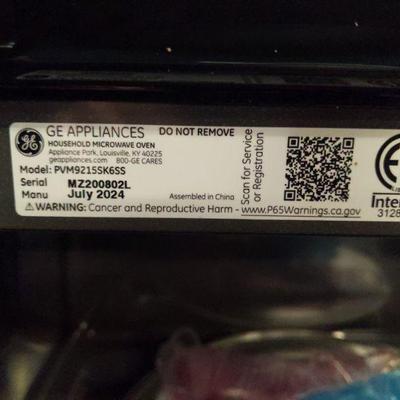 GE APPLIANCES DO NOT REMOVE
HOUSEHOLD MICROWAVE OVEN
Appliance Park, Louisville, KY 40225
geappliances.com 800-GE CARES
Model: PVM9215SK6SS
Serial MZ200802L
Manu July 2024 Assembled in China
⚠WARNING: Cancer and Reproductive Harm - www.P65Warnings.ca.gov
Scan for Service
or Registration
GE
Inte
3128